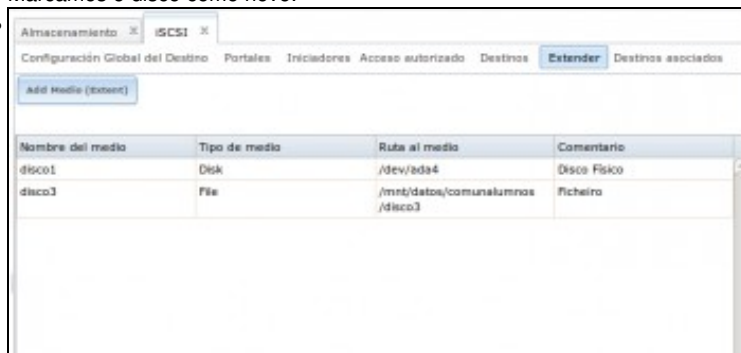 Marcamos o disco como novo.
Almacenamiento iSCSI
Configuración Global del Destino Portales Iniciadores Acceso autorizado Destinos Extender Destinos asociados
Add Medio (Extent)
Nombre del medio Tipo de medio Ruta al medio Comentario
disco1 Disk /dev/ada4 Disco Físico
disco3 File /mnt/datos/comunalumnos Ficheiro
/disco3